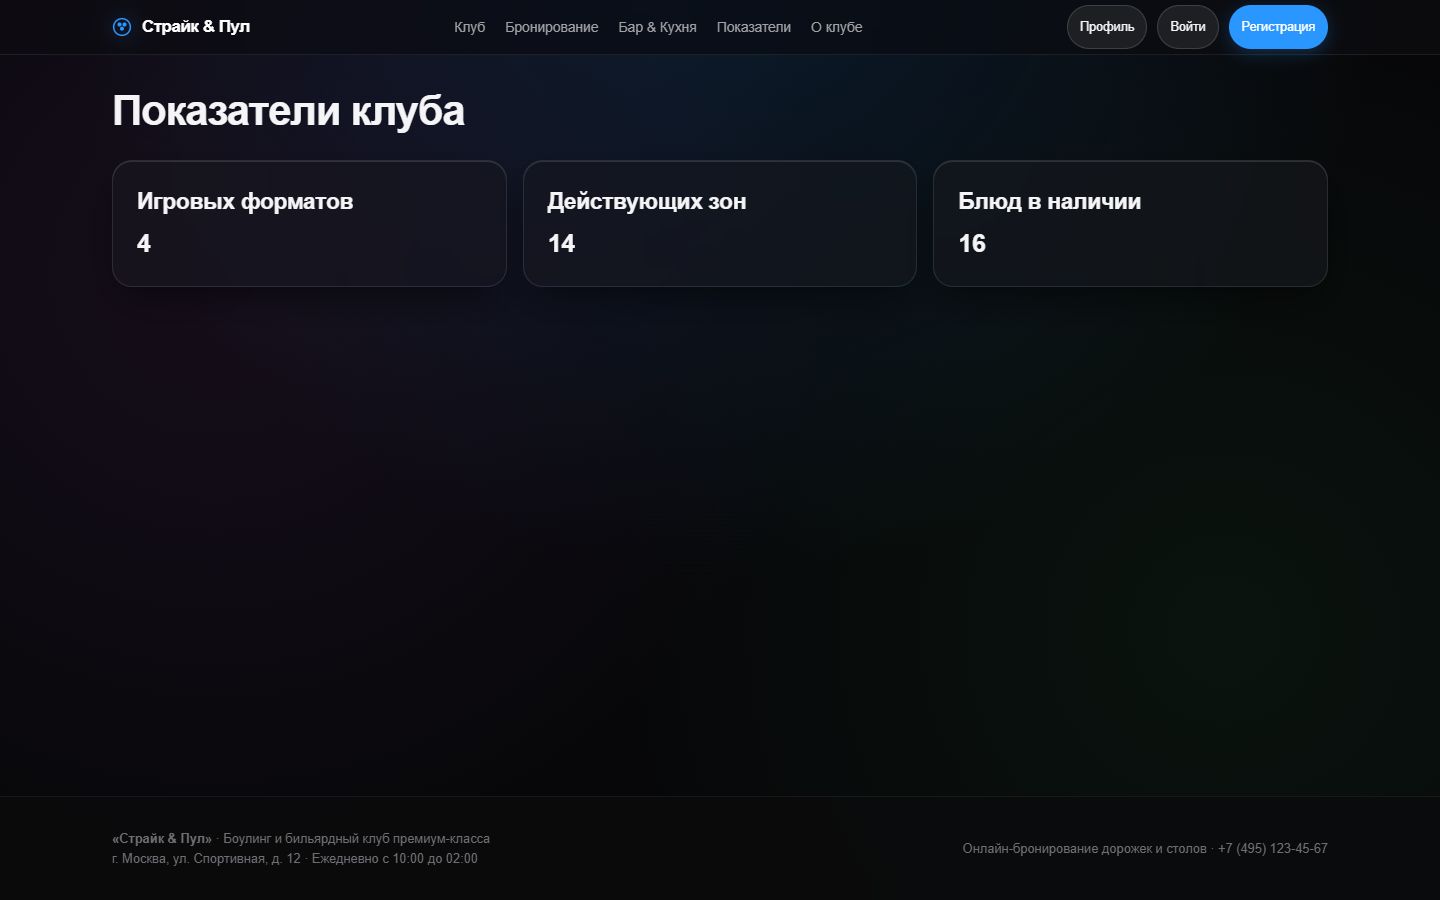 Страйк & Пул
Клуб Бронирование Бар & Кухня Показатели О клубе
Профиль Войти Регистрация
Показатели клуба
Игровых форматов
4
Действующих зон
14
Блюд в наличии
16
«Страйк & Пул» · Боулинг и бильярдный клуб премиум-класса
г. Москва, ул. Спортивная, д. 12 · Ежедневно с 10:00 до 02:00
Онлайн-бронирование дорожек и столов · +7 (495) 123-45-67